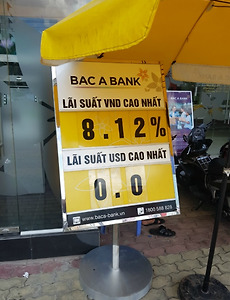 BAC A BANK
LÃI SUẤT VND CAO NHẤT
8.12%
LÃI SUẤT USD CAO NHẤT
0.0
www.baca-bank.vn
1800 588 828